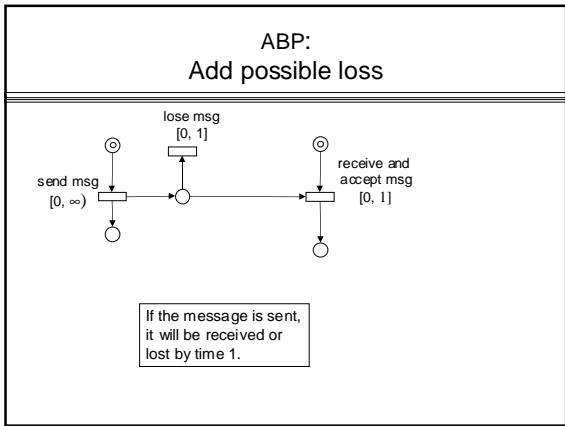 ABP:
Add possible loss
lose msg
[0, 1]
send msg
[0, ∞)
receive and
accept msg
[0, 1]
If the message is sent,
it will be received or
lost by time 1.